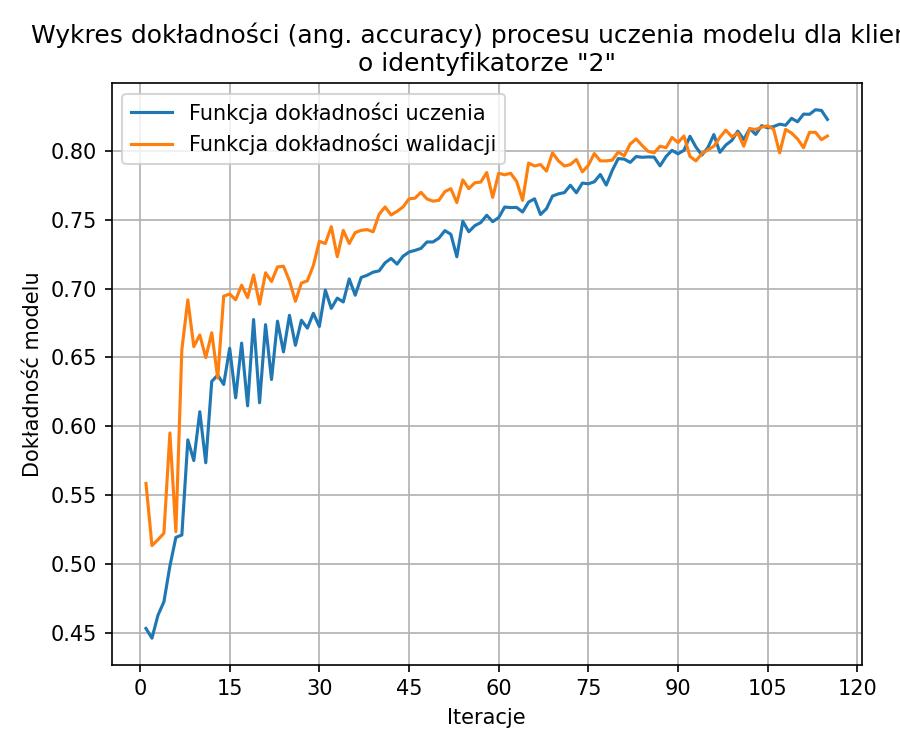 Wykres dokładności (ang. accuracy) procesu uczenia modelu dla
o identyfikatorze "2"
Funkcja dokładności uczenia
Funkcja dokładności walidacji
0.80
0.75
0.70
0.65
0.60
0.55
0.50
0.45
Dokładność modelu
0 15 30 45 60 75 90 105 120
Iteracje